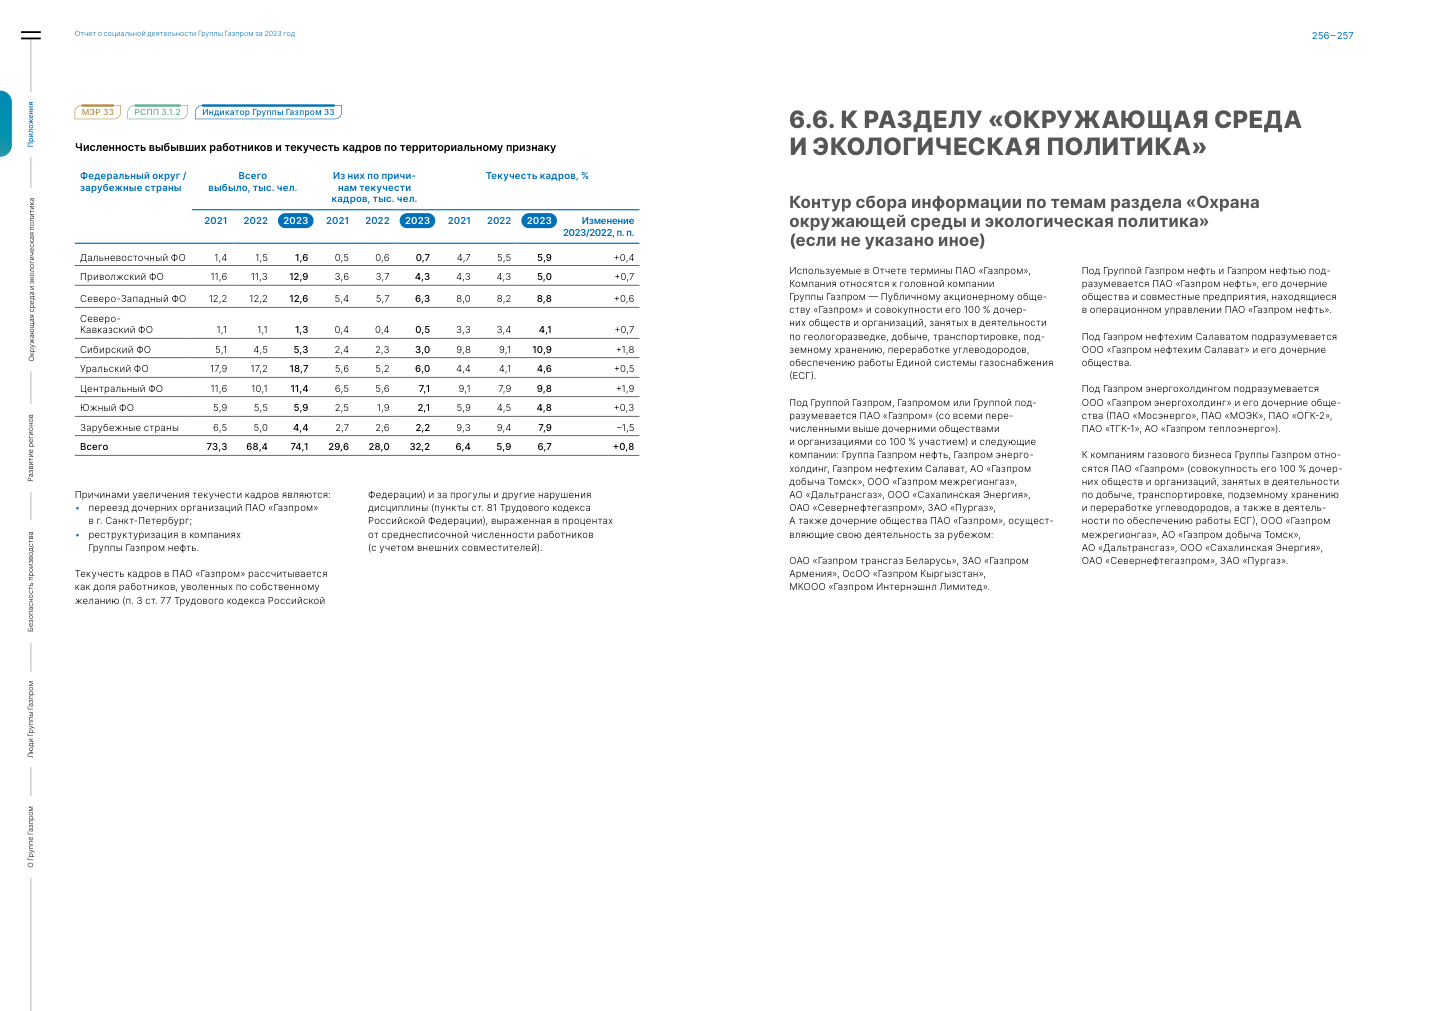 Отчет о социальной деятельности Группы Газпром за 2023 год
256–257
Приложения
Окружающая среда и экологическая политика
Развитие регионов
Безопасность производства
Люди Группы Газпром
О Группе Газпром
МЭР 33 РСПП 3.1.2 Индикатор Группы Газпром 33
Численность выбывших работников и текучесть кадров по территориальному признаку
Федеральный округ / зарубежные страны Всего выбыло, тыс. чел. Из них по причи-нам текучести кадров, тыс. чел. Текучесть кадров, %
2021 2022 2023 2021 2022 2023 2021 2022 2023 Изменение 2023/2022, п. п.
Дальневосточный ФО 1,4 1,5 1,6 0,5 0,6 0,7 4,7 5,5 5,9 +0,4
Приволжский ФО 11,6 11,3 12,9 3,6 3,7 4,3 4,3 4,3 5,0 +0,7
Северо-Западный ФО 12,2 12,2 12,6 5,4 5,7 6,3 8,0 8,2 8,8 +0,6
Северо-
Кавказский ФО 1,1 1,1 1,3 0,4 0,4 0,5 3,3 3,4 4,1 +0,7
Сибирский ФО 5,1 4,5 5,3 2,4 2,3 3,0 9,8 9,1 10,9 +1,8
Уральский ФО 17,9 17,2 18,7 5,6 5,2 6,0 4,4 4,1 4,6 +0,5
Центральный ФО 11,6 10,1 11,4 6,5 5,6 7,1 9,1 7,9 9,8 +1,9
Южный ФО 5,9 5,5 5,9 2,5 1,9 2,1 5,9 4,5 4,8 +0,3
Зарубежные страны 6,5 5,0 4,4 2,7 2,6 2,2 9,3 9,4 7,9 –1,5
Всего 73,3 68,4 74,1 29,6 28,0 32,2 6,4 5,9 6,7 +0,8
Причинами увеличения текучести кадров являются:
• переезд дочерних организаций ПАО «Газпром»
в г. Санкт-Петербург;
• реструктуризация в компаниях
Группы Газпром нефть.
Текучесть кадров в ПАО «Газпром» рассчитывается
как доля работников, уволенных по собственному
желанию (п. 3 ст. 77 Трудового кодекса Российской
Федерации) и за прогулы и другие нарушения
дисциплины (пункты ст. 81 Трудового кодекса
Российской Федерации), выраженная в процентах
от среднесписочной численности работников
(с учетом внешних совместителей).
6.6. К РАЗДЕЛУ «ОКРУЖАЮЩАЯ СРЕДА
И ЭКОЛОГИЧЕСКАЯ ПОЛИТИКА»
Контур сбора информации по темам раздела «Охрана
окружающей среды и экологическая политика»
(если не указано иное)
Используемые в Отчете термины ПАО «Газпром»,
Компания относятся к головной компании
Группы Газпром — Публичному акционерному обще-
ству «Газпром» и совокупности его 100 % дочер-
них обществ и организаций, занятых в деятельности
по геологоразведке, добыче, транспортировке, под-
земному хранению, переработке углеводородов,
обеспечению работы Единой системы газоснабжения
(ЕСГ).
Под Группой Газпром, Газпромом или Группой под-
разумевается ПАО «Газпром» (со всеми пере-
численными выше дочерними обществами
и организациями со 100 % участием) и следующие
компании: Группа Газпром нефть, Газпром энерго-
холдинг, Газпром нефтехим Салават, АО «Газпром
добыча Томск», ООО «Газпром межрегионгаз»,
АО «Дальтрансгаз», ООО «Сахалинская Энергия»,
ОАО «Севернефтегазпром», ЗАО «Пургаз»,
А также дочерние общества ПАО «Газпром», осущест-
вляющие свою деятельность за рубежом:
ОАО «Газпром трансгаз Беларусь», ЗАО «Газпром
Армения», ОсОО «Газпром Кыргызстан»,
МКООО «Газпром Интернэшнл Лимитед».
Под Группой Газпром нефть и Газпром нефтью под-
разумевается ПАО «Газпром нефть», его дочерние
общества и совместные предприятия, находящиеся
в операционном управлении ПАО «Газпром нефть».
Под Газпром нефтехим Салаватом подразумевается
ООО «Газпром нефтехим Салават» и его дочерние
общества.
Под Газпром энергохолдингом подразумевается
ООО «Газпром энергохолдинг» и его дочерние обще-
ства (ПАО «Мосэнерго», ПАО «МОЭК», ПАО «ОГК-2»,
ПАО «ТГК-1», АО «Газпром теплоэнерго»).
К компаниям газового бизнеса Группы Газпром отно-
сятся ПАО «Газпром» (совокупность его 100 % дочер-
них обществ и организаций, занятых в деятельности
по добыче, транспортировке, подземному хранению
и переработке углеводородов, а также в деятель-
ности по обеспечению работы ЕСГ), ООО «Газпром
межрегионгаз», АО «Газпром добыча Томск»,
АО «Дальтрансгаз», ООО «Сахалинская Энергия»,
ОАО «Севернефтегазпром», ЗАО «Пургаз».